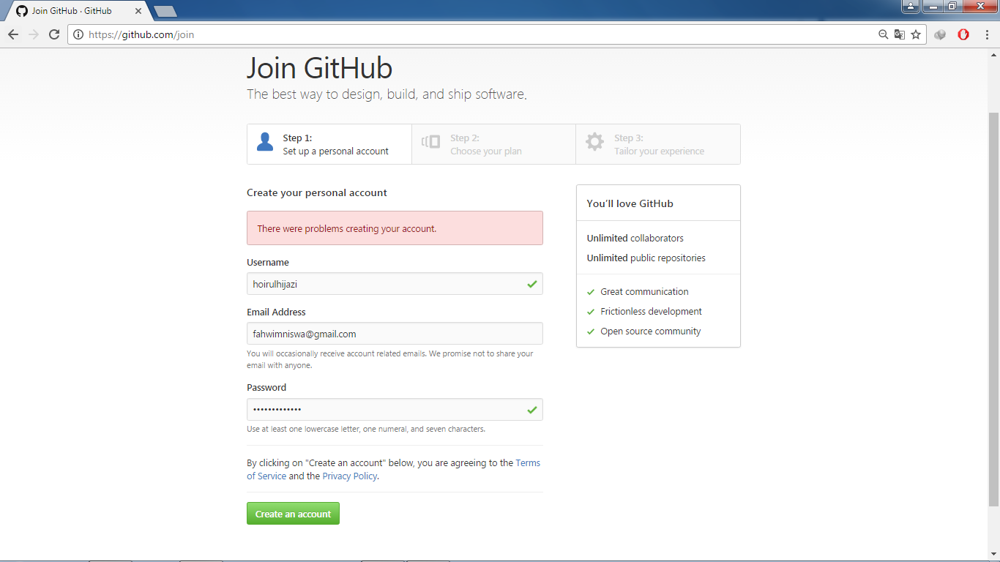 Join GitHub · GitHub
https://github.com/join
Join GitHub
The best way to design, build, and ship software.
Step 1:
Set up a personal account
Step 2:
Choose your plan
Step 3:
Tailor your experience
Create your personal account
There were problems creating your account.
Username
hoirulhijazi
Email Address
fahwimniswa@gmail.com
You will occasionally receive account related emails. We promise not to share your
email with anyone.
Password
•••••••••••••
Use at least one lowercase letter, one numeral, and seven characters.
By clicking on "Create an account" below, you are agreeing to the Terms
of Service and the Privacy Policy.
Create an account
You’ll love GitHub
Unlimited collaborators
Unlimited public repositories
Great communication
Frictionless development
Open source community